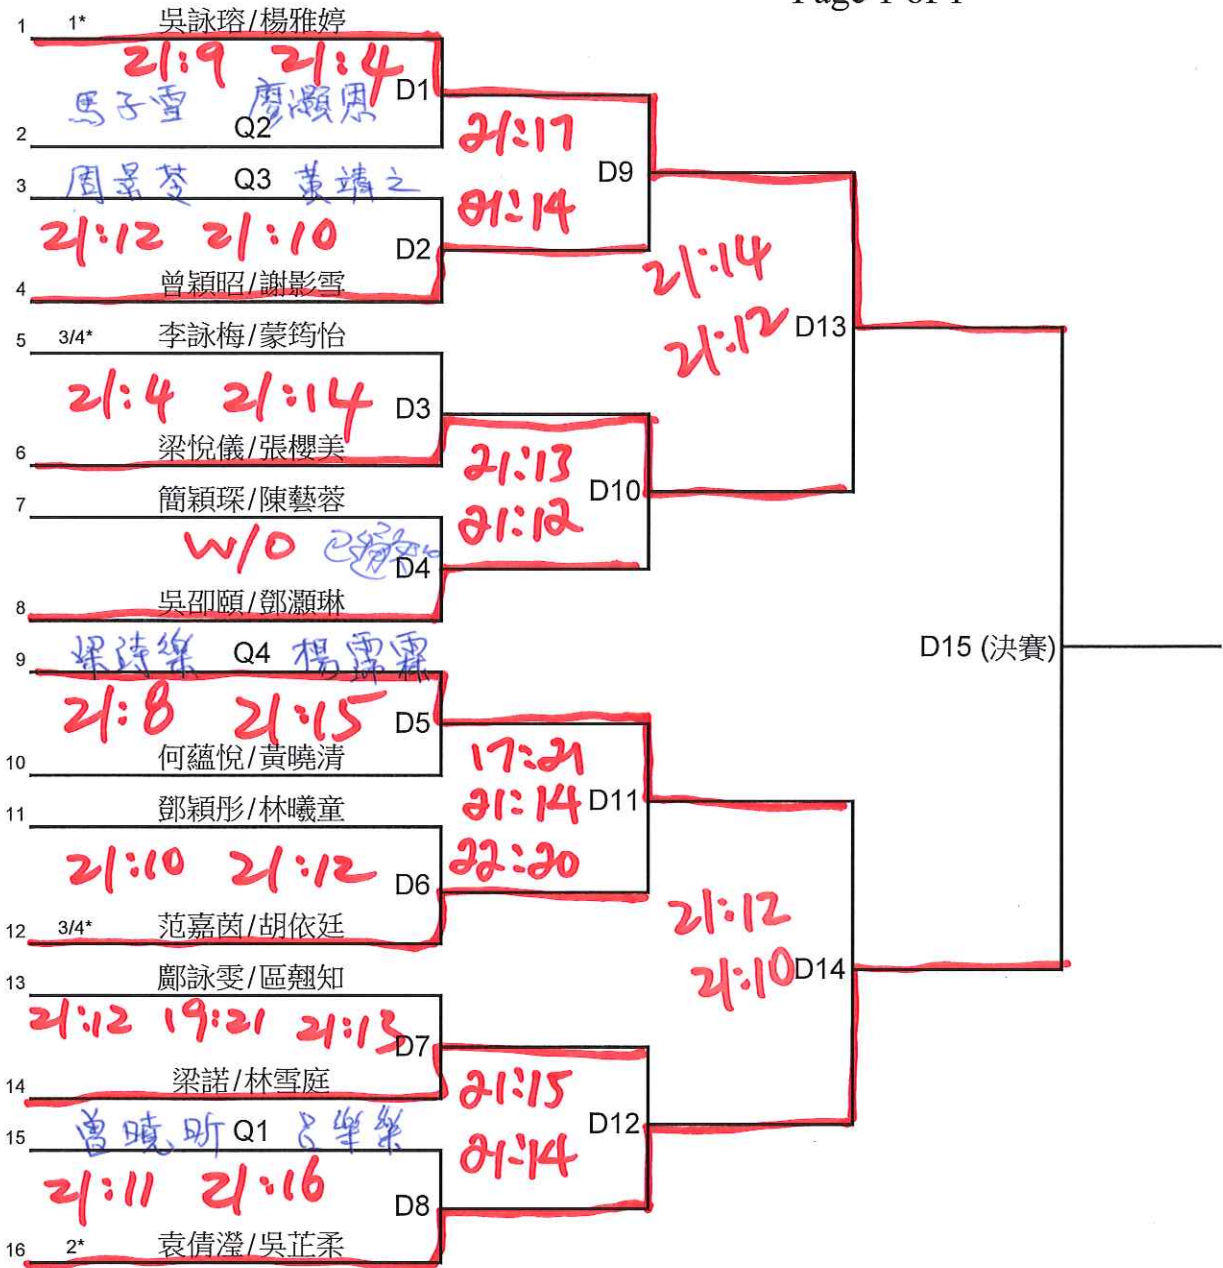 Page 1 of 1
1 1* 吳詠瑢/楊雅婷
21:9 21:4
D1
馬子雪 廖灝恩
2 Q2
21:17
21:14
D9
3 周景荃 Q3 黃靖之
21:12 21:10
D2
4 曾穎昭/謝影雪
21:14
21:12
D13
5 3/4* 李詠梅/蒙筠怡
21:4 21:14
D3
6 梁悅儀/張櫻美
21:13
21:12
D10
7 簡穎琛/陳藝蓉
W/O
D4
8 吳卲頤/鄧灝琳
D15 (決賽)
9 梁詩樂 Q4 楊霈霖
21:8 21:15
D5
10 何蘊悅/黃曉清
17:21
21:14
22:20
D11
11 鄧穎彤/林曦童
21:10 21:12
D6
12 3/4* 范嘉茵/胡依廷
21:12
21:10
D14
13 鄺詠雯/區翹知
21:12 19:21 21:13
D7
14 梁諾/林雪庭
21:15
21:14
D12
15 曾曉昕 Q1 呂樂樂
21:11 21:16
D8
16 2* 袁倩瀅/吳芷柔